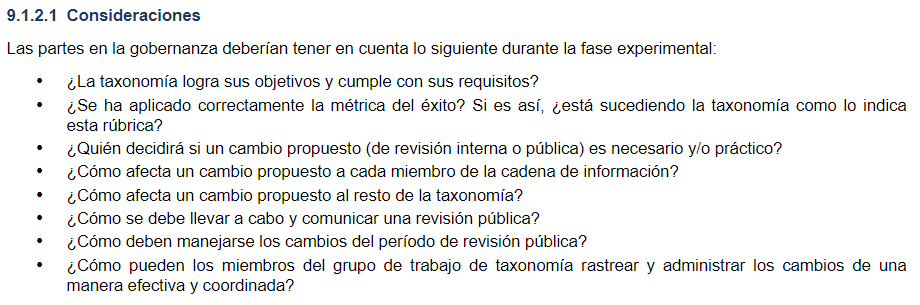 9.1.2.1 Consideraciones
Las partes en la gobernanza deberían tener en cuenta lo siguiente durante la fase experimental:
• ¿La taxonomía logra sus objetivos y cumple con sus requisitos?
• ¿Se ha aplicado correctamente la métrica del éxito? Si es así, ¿está sucediendo la taxonomía como lo indica
esta rúbrica?
• ¿Quién decidirá si un cambio propuesto (de revisión interna o pública) es necesario y/o práctico?
• ¿Cómo afecta un cambio propuesto a cada miembro de la cadena de información?
• ¿Cómo afecta un cambio propuesto al resto de la taxonomía?
• ¿Cómo se debe llevar a cabo y comunicar una revisión pública?
• ¿Cómo deben manejarse los cambios del período de revisión pública?
• ¿Cómo pueden los miembros del grupo de trabajo de taxonomía rastrear y administrar los cambios de una
manera efectiva y coordinada?